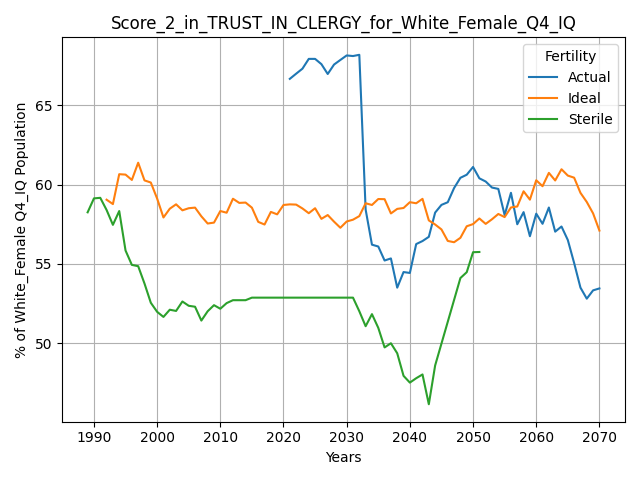 Score_2_in_TRUST_IN_CLERGY_for_White_Female_Q4_IQ
Fertility
Actual
Ideal
Sterile
% of White_Female Q4_IQ Population
65
60
55
50
1990 2000 2010 2020 2030 2040 2050 2060 2070
Years